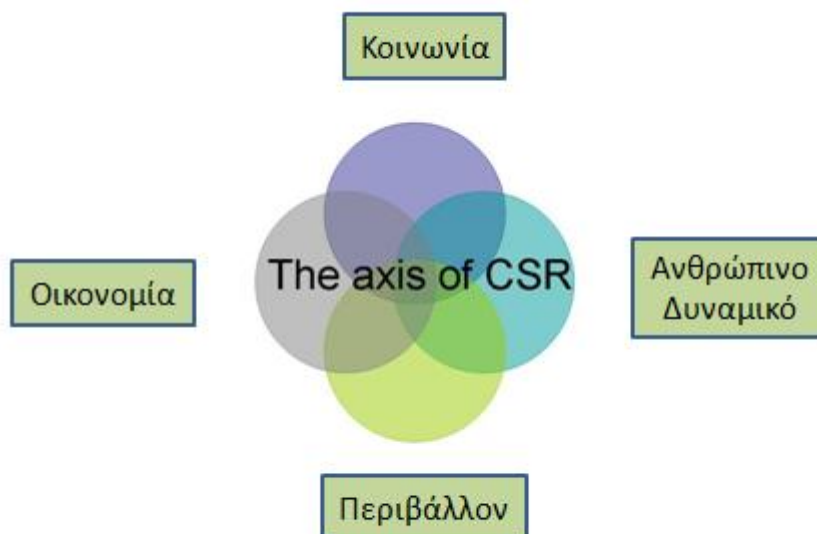 Κοινωνία
The axis of CSR
Οικονομία
Ανθρώπινο
Δυναμικό
Περιβάλλον